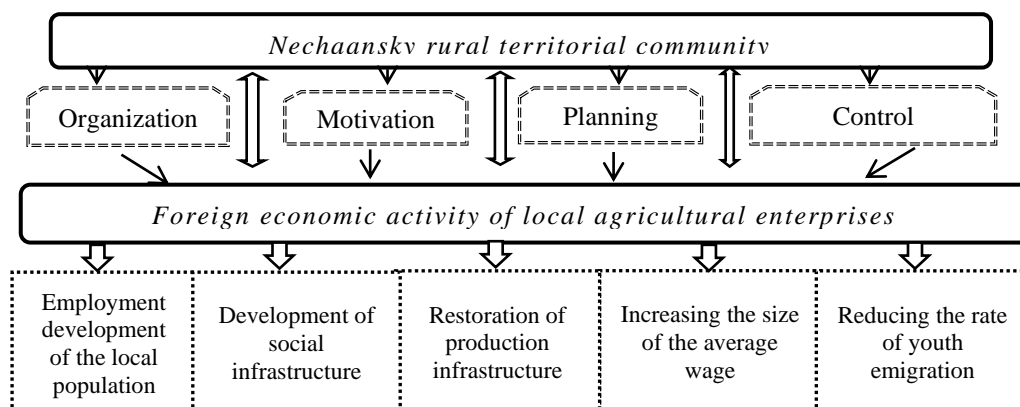 Nechaansky rural territorial community
Organization
Motivation
Planning
Control
Foreign economic activity of local agricultural enterprises
Employment
development
of the local
population
Development of
social
infrastructure
Restoration of
production
infrastructure
Increasing the size
of the average
wage
Reducing the rate
of youth
emigration